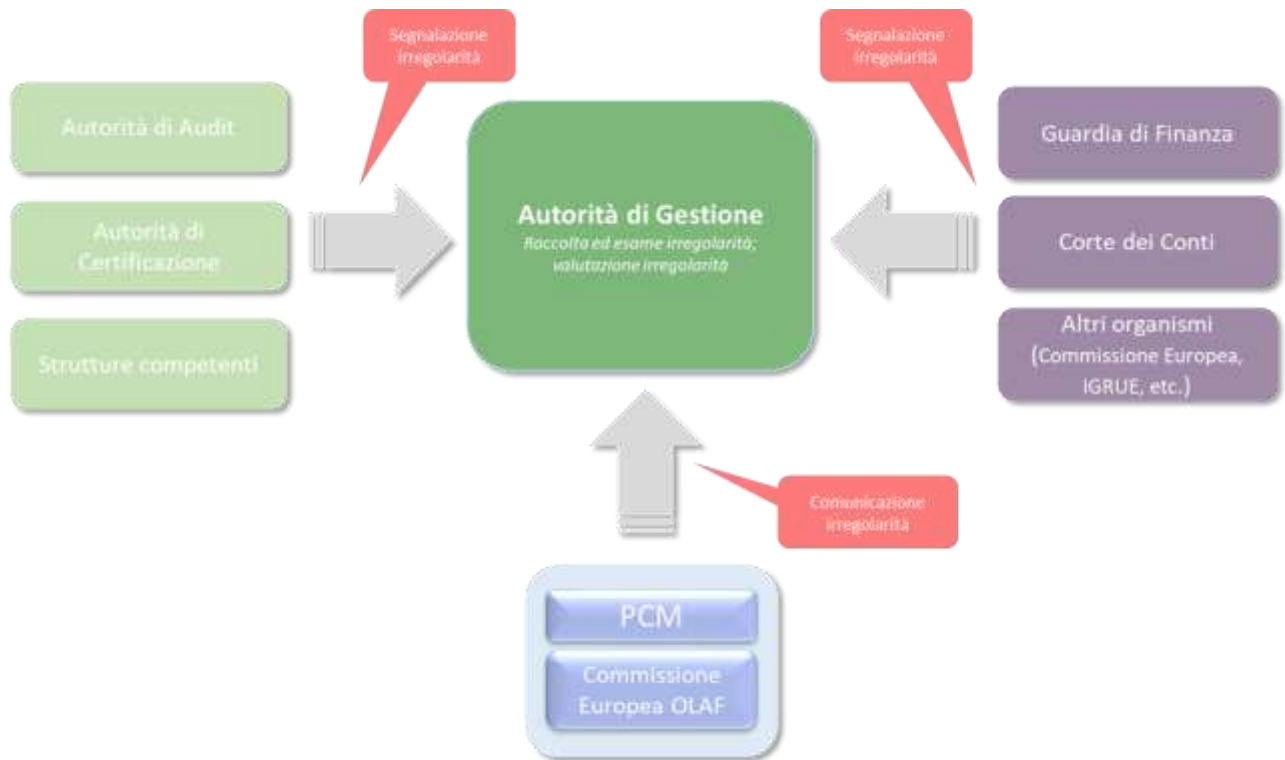 Segnalazione
irregolarità
Segnalazione
irregolarità
Autorità di Audit
Autorità di
Certificazione
Strutture competenti
Autorità di Gestione
Raccolta ed esame irregolarità;
valutazione irregolarità
Guardia di Finanza
Corte dei Conti
Altri organismi
(Commissione Europea,
IGRUE, etc.)
Comunicazione
irregolarità
PCM
Commissione
Europea OLAF